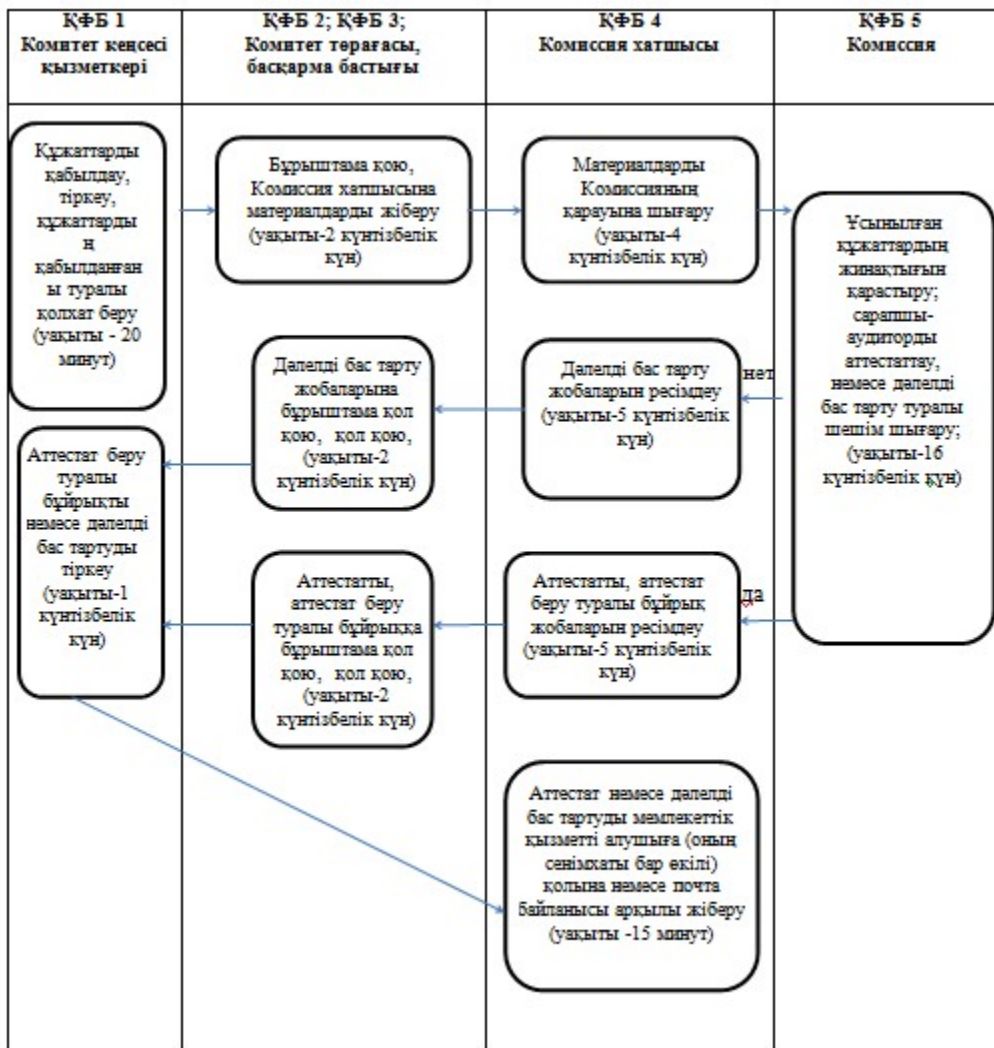 ҚФБ 1
Комитет кеңсесі
қызметкері
ҚФБ 2; ҚФБ 3;
Комитет төрағасы,
басқарма бастығы
ҚФБ 4
Комиссия хатшысы
ҚФБ 5
Комиссия
Құжаттарды
қабылдау,
тіркеу,
құжаттарды
ң
қабылданған
ы туралы
қолхат беру
(уақыты - 20
минут)
Бұрыштама қою,
Комиссия хатшысына
материалдарды жіберу
(уақыты-2 күнтізбелік
күн)
Материалдарды
Комиссияның
қарауына шығару
(уақыты-4
күнтізбелік күн)
Ұсынылған
құжаттардың
жинақтығын
қарастыру;
сарапшы-
аудиторды
аттестаттау,
немесе дәлелді
бас тарту туралы
шешім шығару;
(уақыты-16
күнтізбелік күн)
нет
Дәлелді бас тарту
жобаларын ресімдеу
(уақыты-5 күнтізбелік
күн)
Дәлелді бас тарту
жобаларына
бұрыштама қол
қою, қол қою,
(уақыты-2
күнтізбелік күн)
Аттестат беру
туралы
бұйрықты
немесе дәлелді
бас тартуды
тіркеу
(уақыты-1
күнтізбелік
күн)
да
Аттестатты, аттестат
беру туралы бұйрық
жобаларын ресімдеу
(уақыты-5 күнтізбелік
күн)
Аттестатты,
аттестат беру
туралы бұйрыққа
бұрыштама қол
қою, қол қою,
(уақыты-2
күнтізбелік күн)
Аттестат немесе дәлелді
бас тартуды мемлекеттік
қызметті алушыға (оның
сенімхаты бар өкілі)
қолына немесе почта
байланысы арқылы жіберу
(уақыты -15 минут)